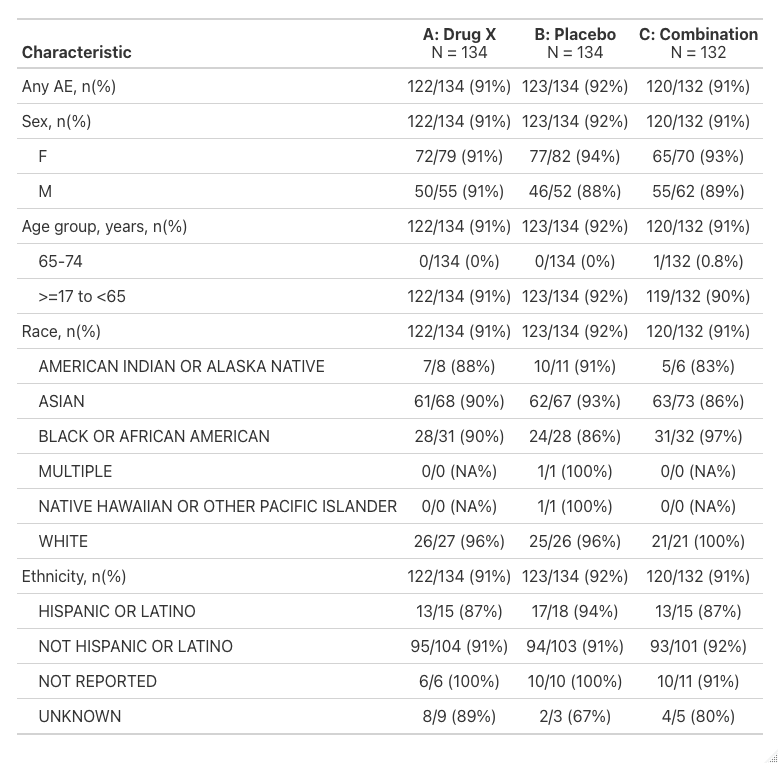 Characteristic A: Drug X N = 134 B: Placebo N = 134 C: Combination N = 132
Any AE, n(%) 122/134 (91%) 123/134 (92%) 120/132 (91%)
Sex, n(%) 122/134 (91%) 123/134 (92%) 120/132 (91%)
F 72/79 (91%) 77/82 (94%) 65/70 (93%)
M 50/55 (91%) 46/52 (88%) 55/62 (89%)
Age group, years, n(%) 122/134 (91%) 123/134 (92%) 120/132 (91%)
65-74 0/134 (0%) 0/134 (0%) 1/132 (0.8%)
>=17 to <65 122/134 (91%) 123/134 (92%) 119/132 (90%)
Race, n(%) 122/134 (91%) 123/134 (92%) 120/132 (91%)
AMERICAN INDIAN OR ALASKA NATIVE 7/8 (88%) 10/11 (91%) 5/6 (83%)
ASIAN 61/68 (90%) 62/67 (93%) 63/73 (86%)
BLACK OR AFRICAN AMERICAN 28/31 (90%) 24/28 (86%) 31/32 (97%)
MULTIPLE 0/0 (NA%) 1/1 (100%) 0/0 (NA%)
NATIVE HAWAIIAN OR OTHER PACIFIC ISLANDER 0/0 (NA%) 1/1 (100%) 0/0 (NA%)
WHITE 26/27 (96%) 25/26 (96%) 21/21 (100%)
Ethnicity, n(%) 122/134 (91%) 123/134 (92%) 120/132 (91%)
HISPANIC OR LATINO 13/15 (87%) 17/18 (94%) 13/15 (87%)
NOT HISPANIC OR LATINO 95/104 (91%) 94/103 (91%) 93/101 (92%)
NOT REPORTED 6/6 (100%) 10/10 (100%) 10/11 (91%)
UNKNOWN 8/9 (89%) 2/3 (67%) 4/5 (80%)